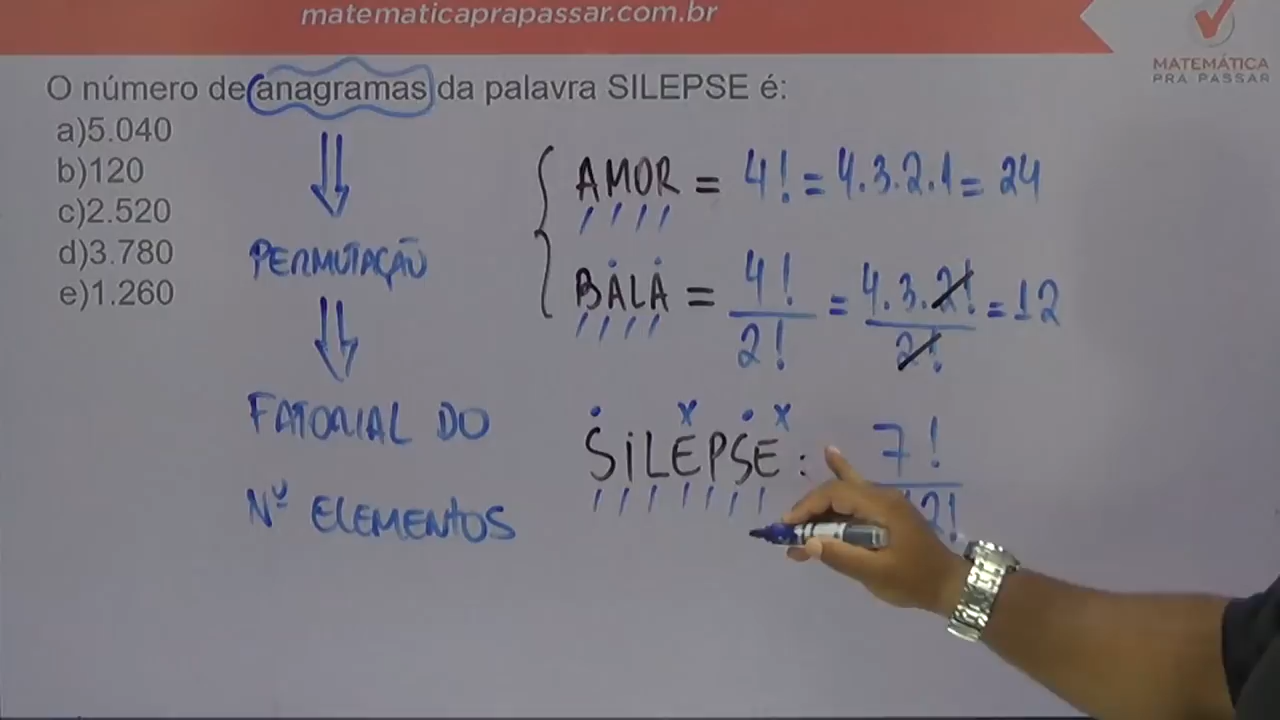 matematicaprapassar.com.br
MATEMÁTICA
PRA PASSAR
O número de anagramas da palavra SILEPSE é:
a)5.040
b)120
c)2.520
d)3.780
e)1.260
PERMUTAÇÃO
FATORIAL DO
Nº ELEMENTOS
AMOR = 4! = 4.3.2.1 = 24
BALA = 4!/2! = 4.3.2!/2! = 12
SILEPSE : 7!
2!